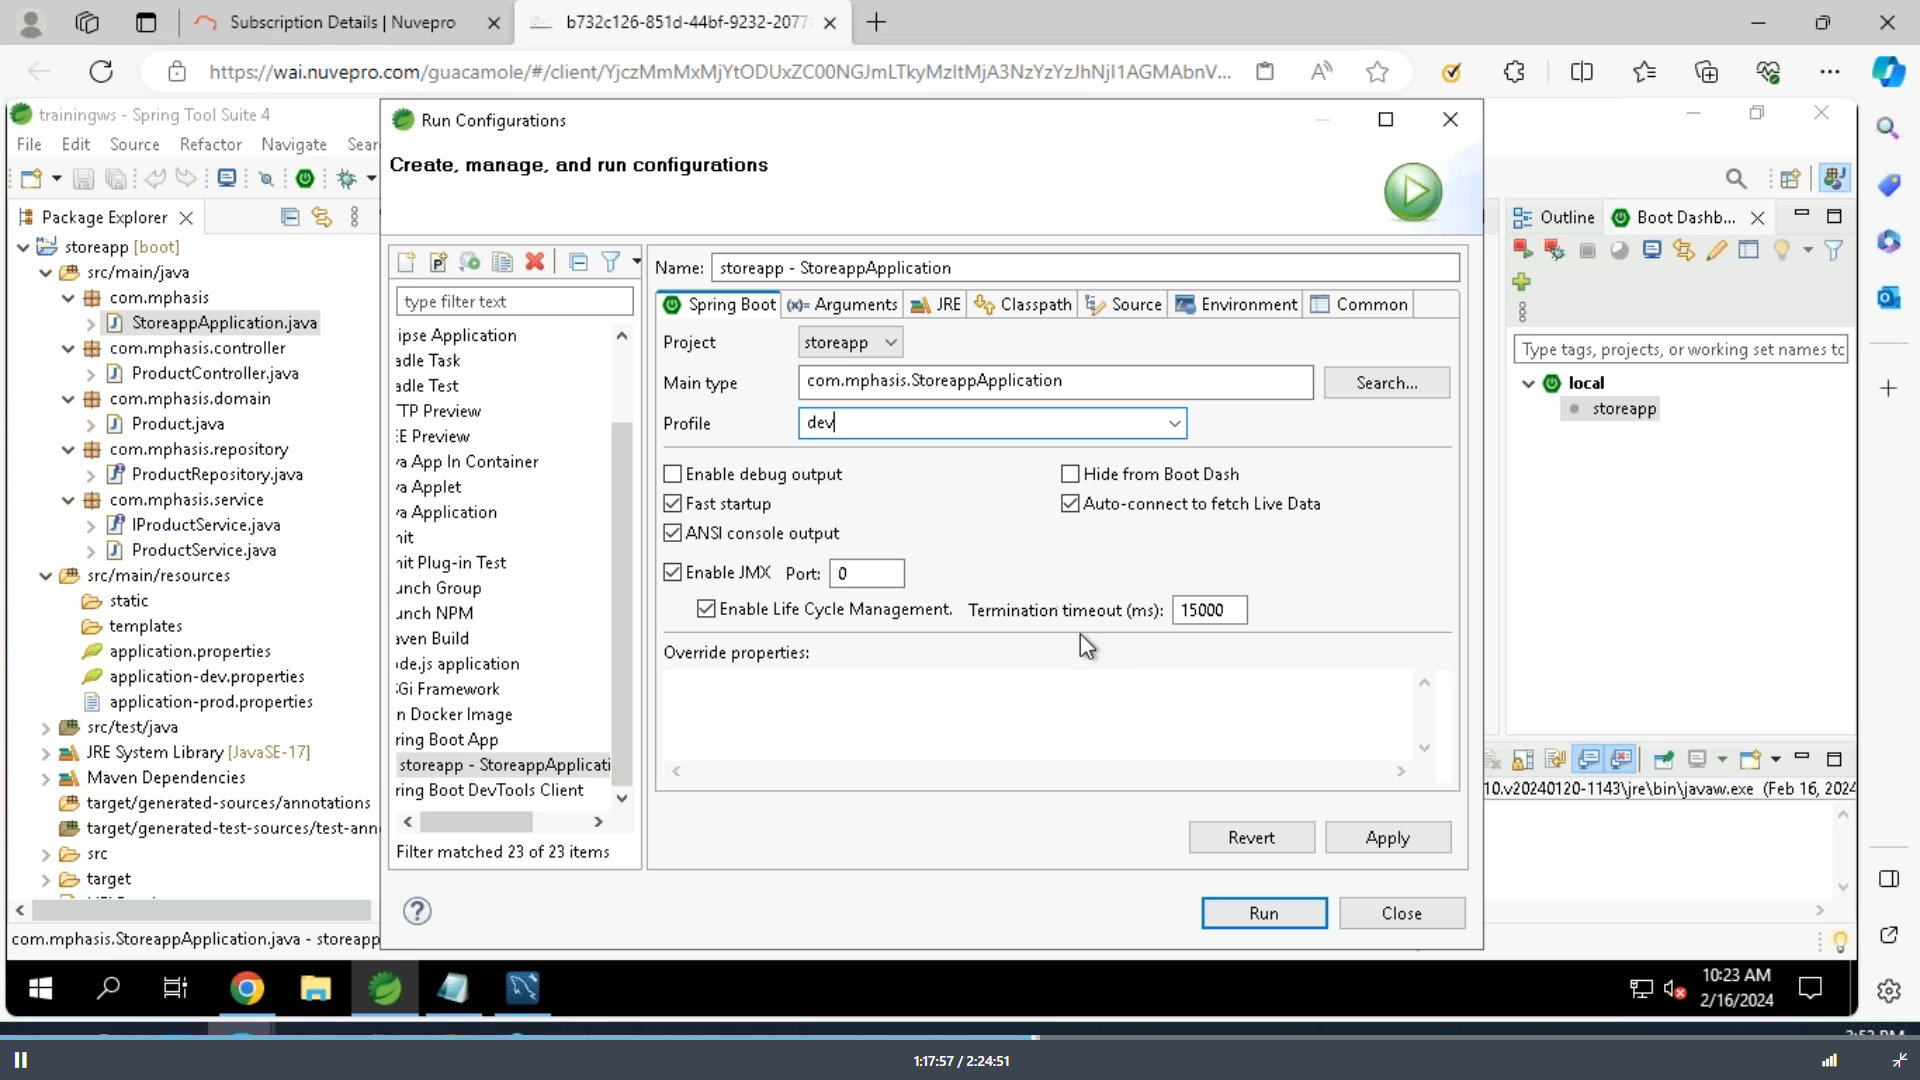 Subscription Details | Nuvepro
b732c126-851d-44bf-9232-2077
https://wai.nuvepro.com/guacamole/#/client/YjczMmMxMjYtODUxZC00NGJmLTkyMzItMjA3NzYzYzJhNjI1AGMAbnV...
trainingws - Spring Tool Suite 4
File Edit Source Refactor Navigate Sear
Package Explorer
storeapp [boot]
src/main/java
com.mphasis
StoreappApplication.java
com.mphasis.controller
ProductController.java
com.mphasis.domain
Product.java
com.mphasis.repository
ProductRepository.java
com.mphasis.service
IProductService.java
ProductService.java
src/main/resources
static
templates
application.properties
application-dev.properties
application-prod.properties
src/test/java
JRE System Library [JavaSE-17]
Maven Dependencies
target/generated-sources/annotations
target/generated-test-sources/test-ann
src
target
com.mphasis.StoreappApplication.java - storeapp
Run Configurations
Create, manage, and run configurations
type filter text
ipse Application
adle Task
adle Test
TP Preview
EE Preview
va App In Container
va Applet
va Application
nit
nit Plug-in Test
unch Group
unch NPM
aven Build
de.js application
Gi Framework
n Docker Image
ring Boot App
storeapp - StoreappApplicati
ring Boot DevTools Client
Filter matched 23 of 23 items
Name: storeapp - StoreappApplication
Spring Boot (x)= Arguments JRE Classpath Source Environment Common
Project storeapp
Main type com.mphasis.StoreappApplication Search...
Profile dev
Enable debug output Hide from Boot Dash
Fast startup Auto-connect to fetch Live Data
ANSI console output
Enable JMX Port: 0
Enable Life Cycle Management. Termination timeout (ms): 15000
Override properties:
Revert Apply
Run Close
Outline Boot Dashb...
Type tags, projects, or working set names tc
local
storeapp
10.v20240120-1143\jre\bin\javaw.exe (Feb 16, 2024
10:23 AM
2/16/2024
1:17:57 / 2:24:51